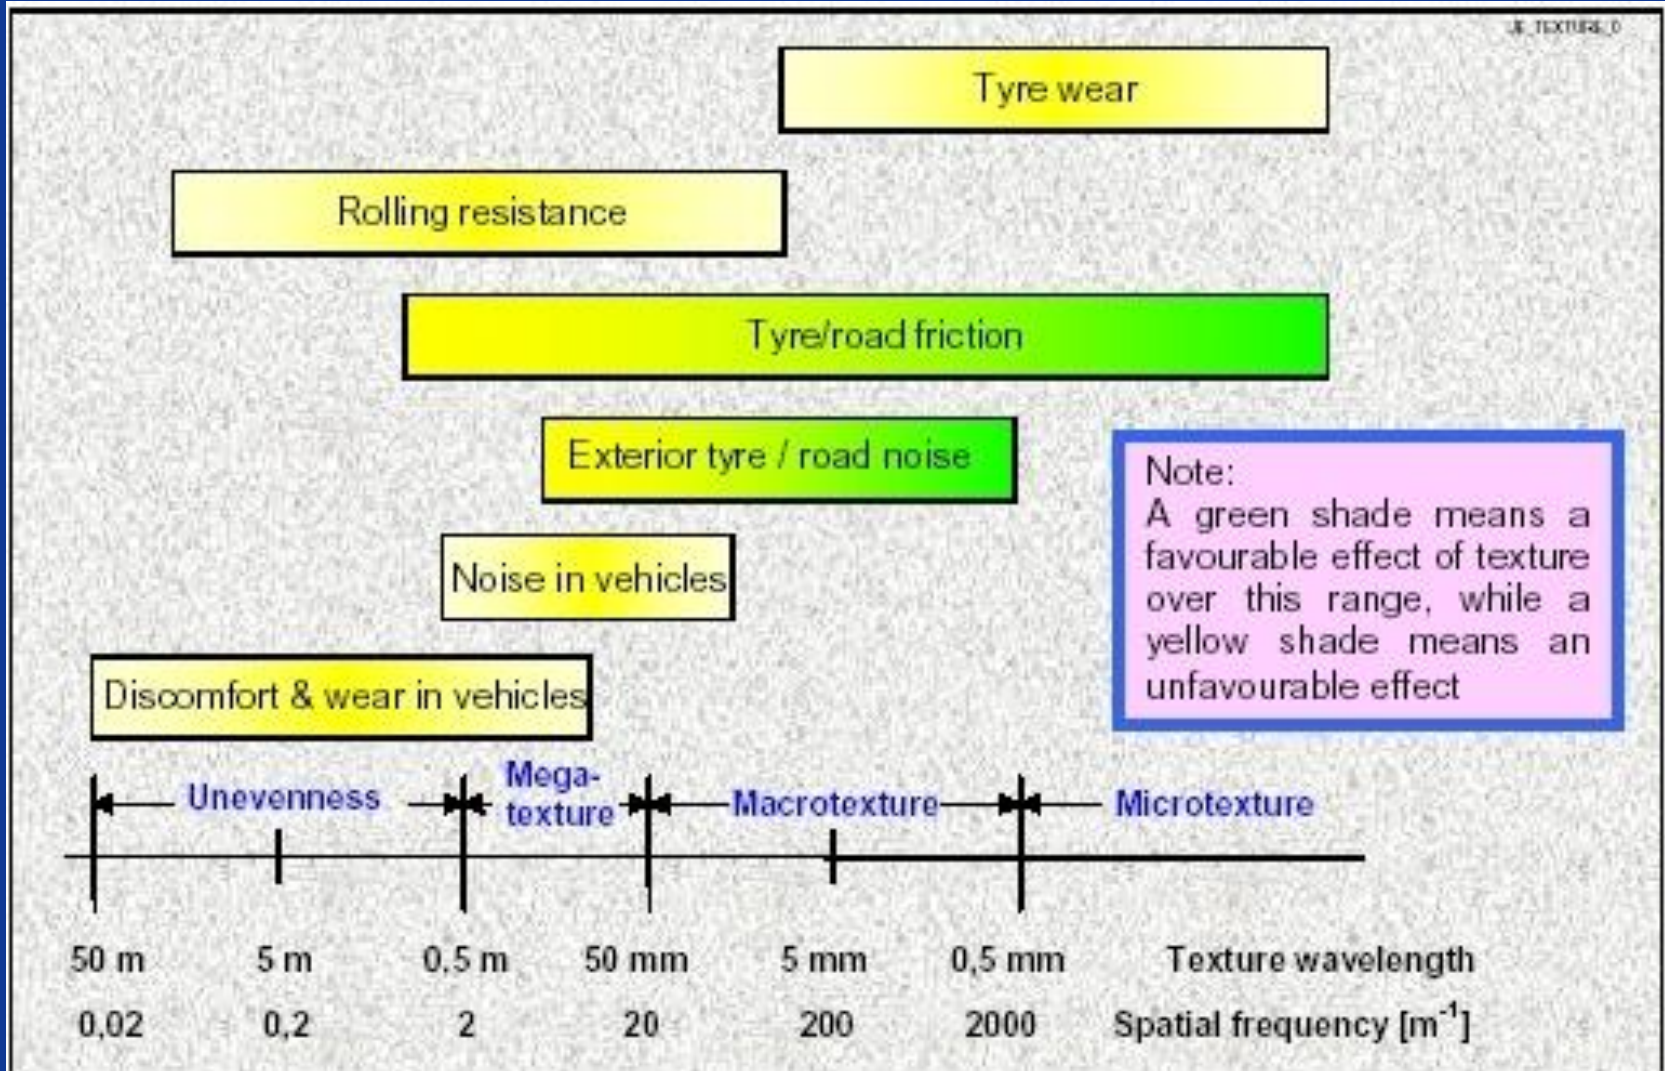 Tyre wear
Rolling resistance
Tyre/road friction
Exterior tyre / road noise
Noise in vehicles
Note:
A green shade means a
favourable effect of texture
over this range, while a
yellow shade means an
unfavourable effect
Discomfort & wear in vehicles
Unevenness
Mega-
texture
Macrotexture
Microtexture
50 m 5 m 0.5 m 50 mm 5 mm 0,5 mm Texture wavelength
0,02 0,2 2 20 200 2000 Spatial frequency [m⁻¹]